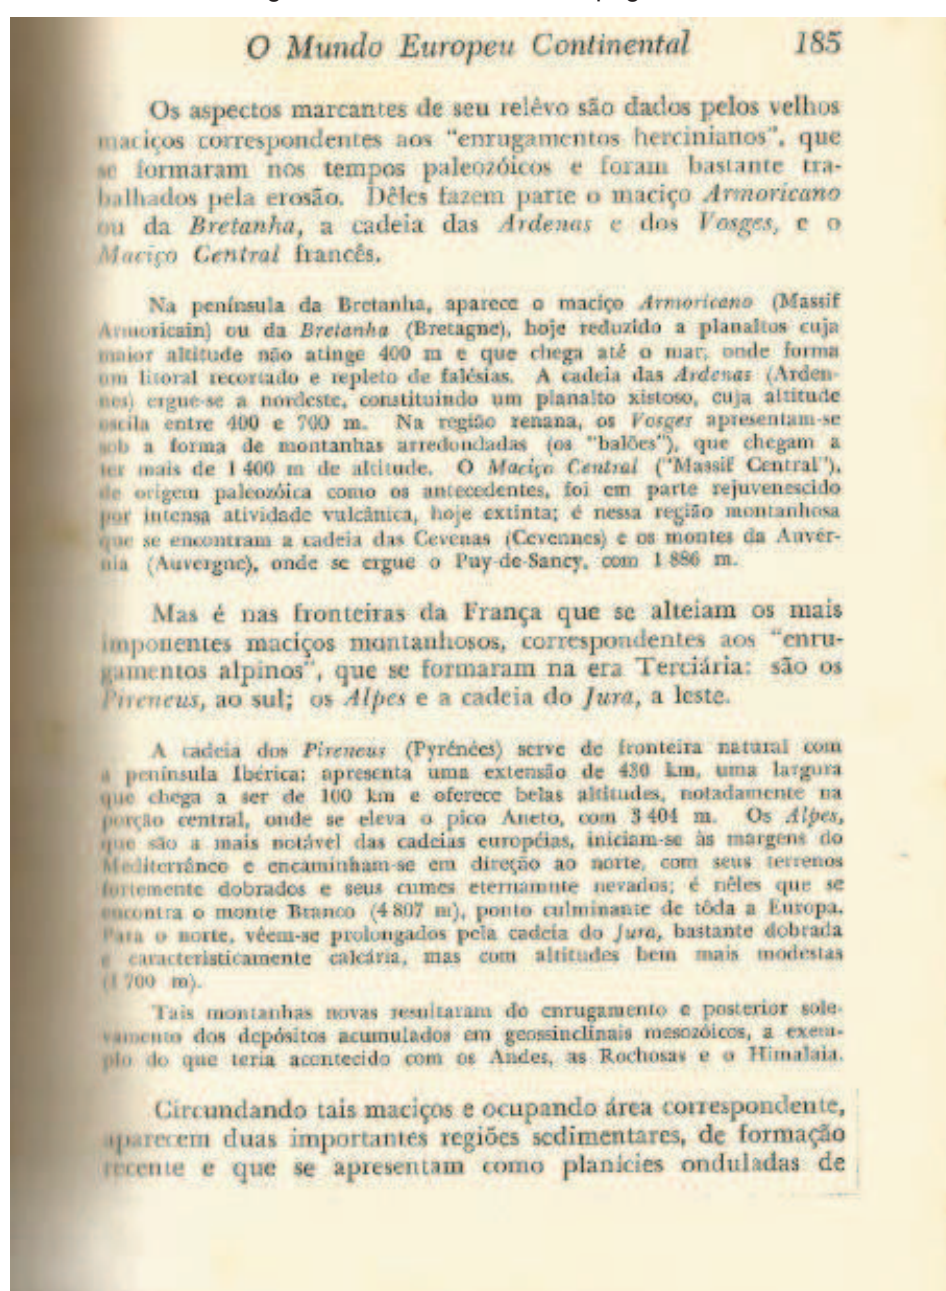 O Mundo Europeu Continental 185
Os aspectos marcantes de seu relêvo são dados pelos velhos
maciços correspondentes aos "enrugamentos hercinianos", que
se formaram nos tempos paleozóicos e foram bastante tra-
balhados pela erosão. Dêles fazem parte o maciço Armoricano
ou da Bretanha, a cadeia das Ardenas e dos Vosges, e o
Maciço Central francês.
Na península da Bretanha, aparece o maciço Armoricano (Massif
Armoricain) ou da Bretanha (Bretagne), hoje reduzido a planaltos cuja
maior altitude não atinge 400 m e que chega até o mar, onde forma
um litoral recortado e repleto de falésias. A cadeia das Ardenas (Arden-
nes) ergue-se a nordeste, constituindo um planalto xistoso, cuja altitude
oscila entre 400 e 700 m. Na região renana, os Vosges apresentam-se
sob a forma de montanhas arredondadas (os "balões"), que chegam a
ter mais de 1 400 m de altitude. O Maciço Central ("Massif Central"),
de origem paleozóica como os antecedentes, foi em parte rejuvenescido
por intensa atividade vulcânica, hoje extinta; é nessa região montanhosa
que se encontram a cadeia das Cevenas (Cevennes) e os montes da Auvér-
nia (Auvergne), onde se ergue o Puy-de-Sancy, com 1 886 m.
Mas é nas fronteiras da França que se alteiam os mais
imponentes maciços montanhosos, correspondentes aos "enru-
gamentos alpinos", que se formaram na era Terciária: são os
Pireneus, ao sul; os Alpes e a cadeia do Jura, a leste.
A cadeia dos Pireneus (Pyrénées) serve de fronteira natural com
a península Ibérica; apresenta uma extensão de 430 km, uma largura
que chega a ser de 100 km e oferece belas altitudes, notadamente na
porção central, onde se eleva o pico Aneto, com 3 404 m. Os Alpes,
que são a mais notável das cadeias européias, iniciam-se às margens do
Mediterrâneo e encaminham-se em direção ao norte, com seus terrenos
fortemente dobrados e seus cumes eternamnte nevados; é nêles que se
encontra o monte Branco (4 807 m), ponto culminante de tôda a Europa.
Para o norte, vêem-se prolongados pela cadeia do Jura, bastante dobrada
e caracteristicamente calcária, mas com altitudes bem mais modestas
(1 700 m).
Tais montanhas novas resultaram do enrugamento e posterior sole-
vamento dos depósitos acumulados em geossinclinais mesozóicos, a exem-
plo do que teria acontecido com os Andes, as Rochosas e o Himalaia.
Circundando tais maciços e ocupando área correspondente,
aparecem duas importantes regiões sedimentares, de formação
recente e que se apresentam como planícies onduladas de